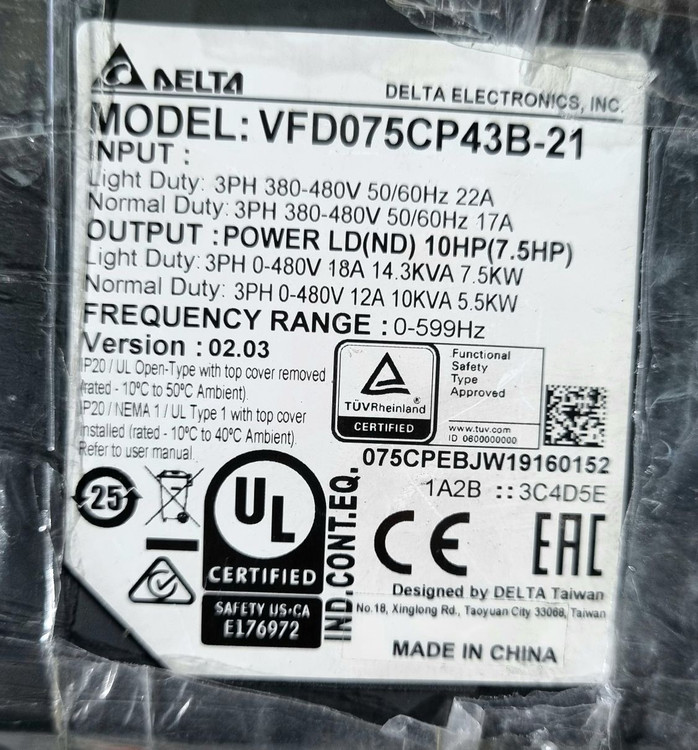 DELTA
DELTA ELECTRONICS, INC.
MODEL: VFD075CP43B-21
INPUT :
Light Duty: 3PH 380-480V 50/60Hz 22A
Normal Duty: 3PH 380-480V 50/60Hz 17A
OUTPUT :POWER LD(ND) 10HP(7.5HP)
Light Duty: 3PH 0-480V 18A 14.3KVA 7.5KW
Normal Duty: 3PH 0-480V 12A 10KVA 5.5KW
FREQUENCY RANGE : 0-599Hz
Version : 02.03
IP20 / UL Open-Type with top cover removed
(rated - 10°C to 50°C Ambient).
IP20 / NEMA 1 / UL Type 1 with top cover
installed (rated - 10°C to 40°C Ambient).
Refer to user manual.
TÜVRheinland
CERTIFIED
Functional
Safety
Type
Approved
www.tuv.com
ID 0600000000
075CPEBJW19160152
1A2B ::3C4D5E
25
UL
CERTIFIED
SAFETY US·CA
E176972
IND.CONT.EQ.
CE
EAC
Designed by DELTA Taiwan
No.18, Xinglong Rd., Taoyuan City 33068, Taiwan
MADE IN CHINA